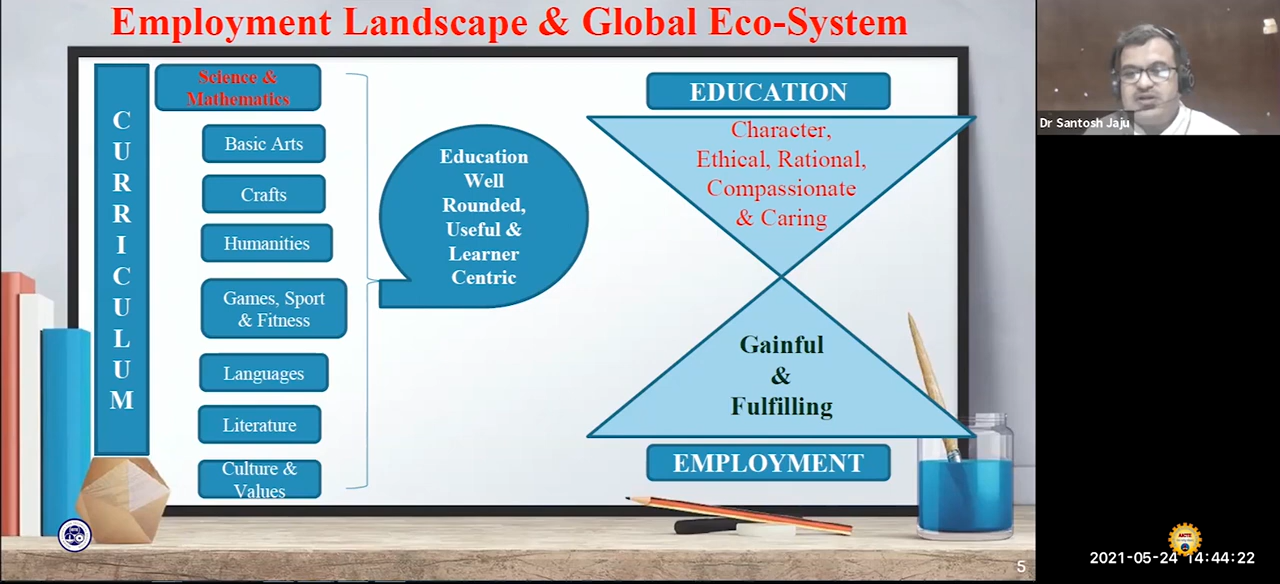 Employment Landscape & Global Eco-System
C
U
R
R
I
C
U
L
U
M
Science &
Mathematics
Basic Arts
Crafts
Humanities
Games, Sport
& Fitness
Languages
Literature
Culture &
Values
Education
Well
Rounded,
Useful &
Learner
Centric
EDUCATION
Character,
Ethical, Rational,
Compassionate
& Caring
Gainful
&
Fulfilling
EMPLOYMENT
5
Dr Santosh Jaju
AICTE
2021-05-24 14:44:22